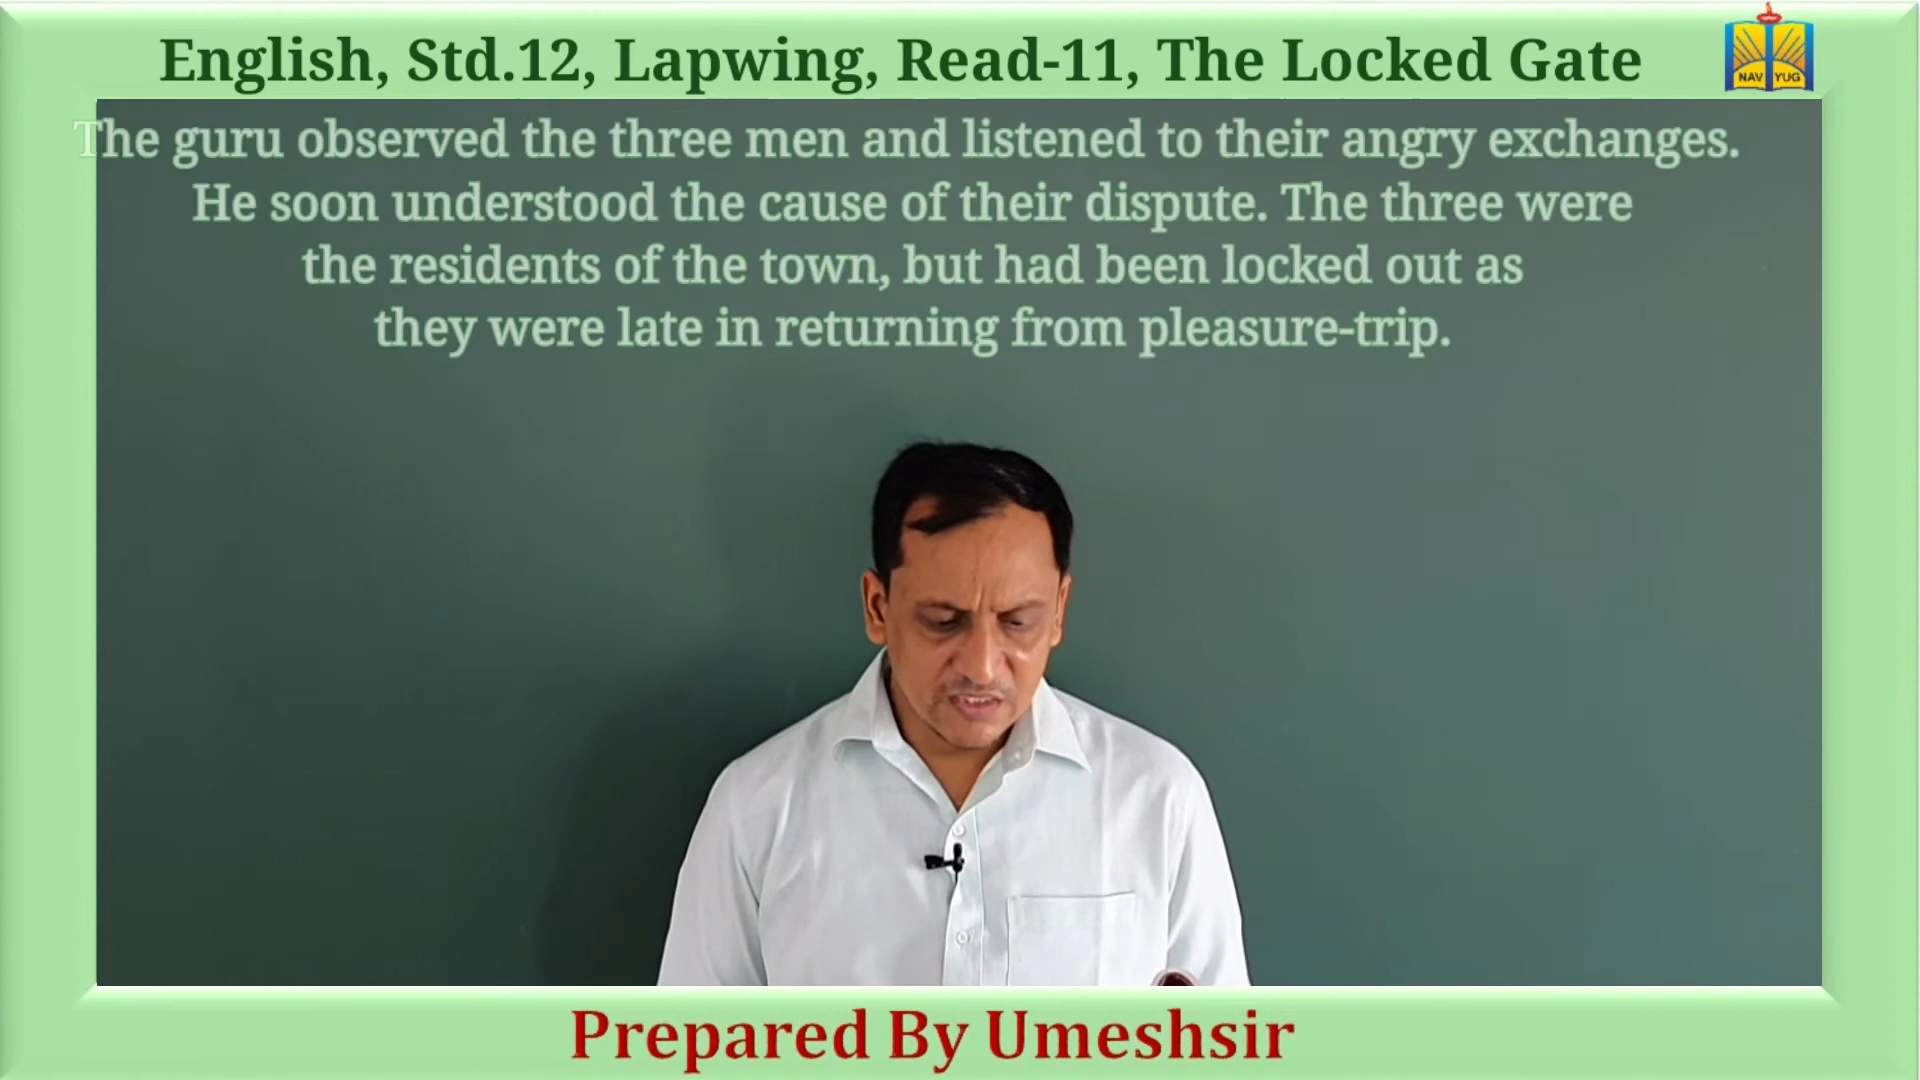 English, Std.12, Lapwing, Read-11, The Locked Gate
NAV YUG
The guru observed the three men and listened to their angry exchanges.
He soon understood the cause of their dispute. The three were
the residents of the town, but had been locked out as
they were late in returning from pleasure-trip.
Prepared By Umeshsir